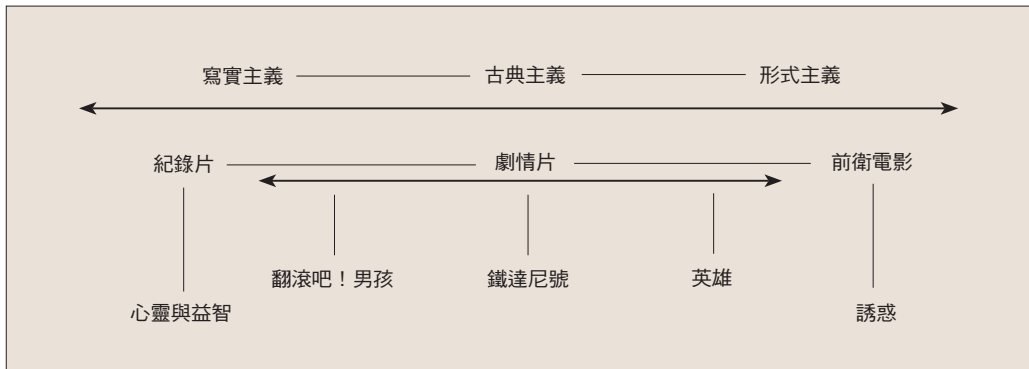 寫實主義 古典主義 形式主義
紀錄片 劇情片 前衛電影
翻滾吧！男孩 鐵達尼號 英雄
心靈與益智 誘惑